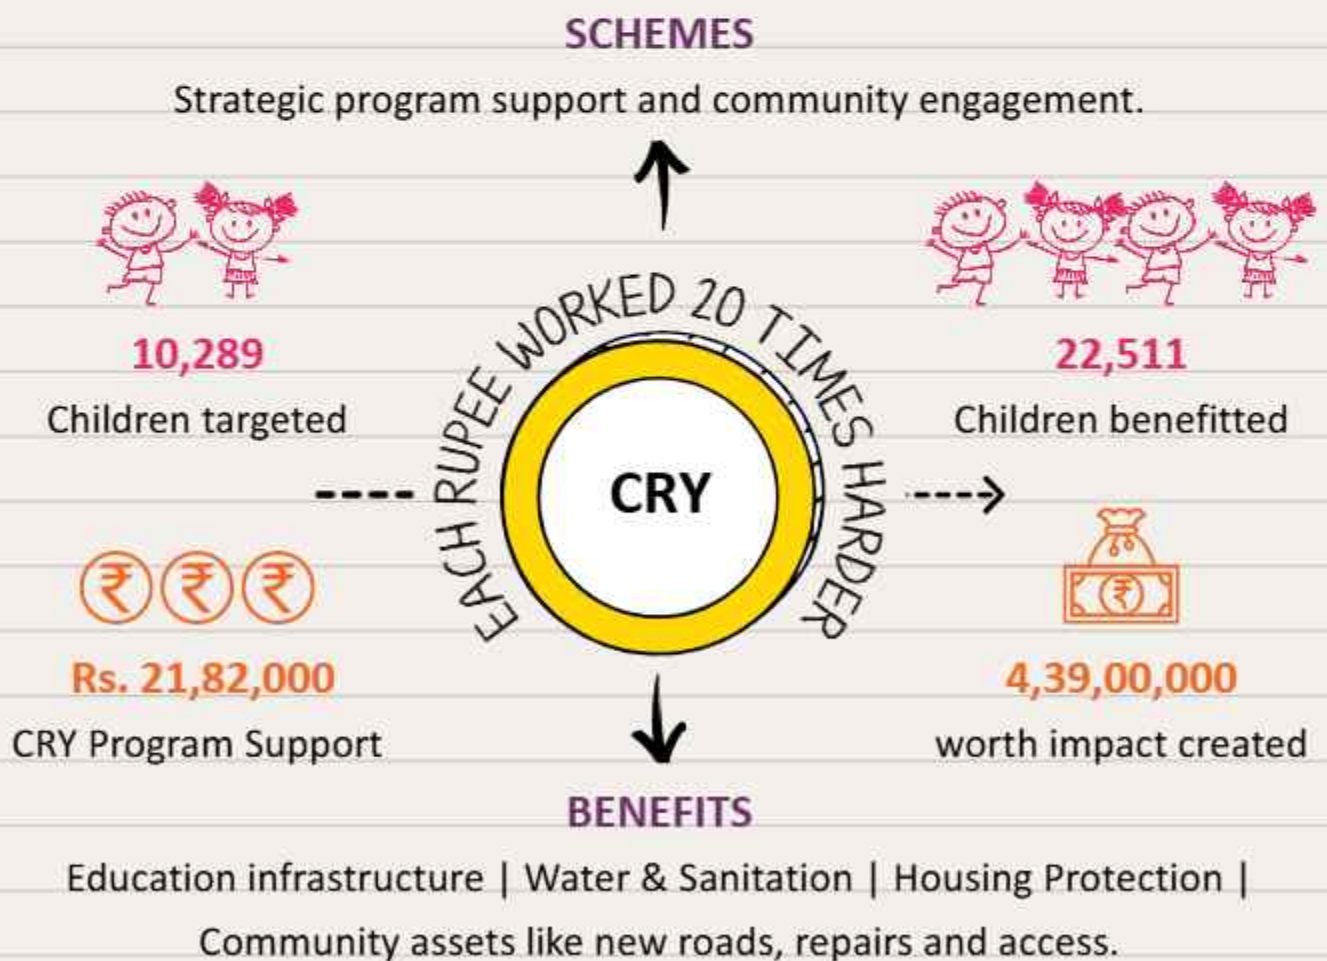 SCHEMES
Strategic program support and community engagement.
10,289
Children targeted
22,511
Children benefitted
EACH RUPEE WORKED 20 TIMES HARDER
CRY
₹ ₹ ₹
Rs. 21,82,000
CRY Program Support
₹
4,39,00,000
worth impact created
BENEFITS
Education infrastructure | Water & Sanitation | Housing Protection |
Community assets like new roads, repairs and access.